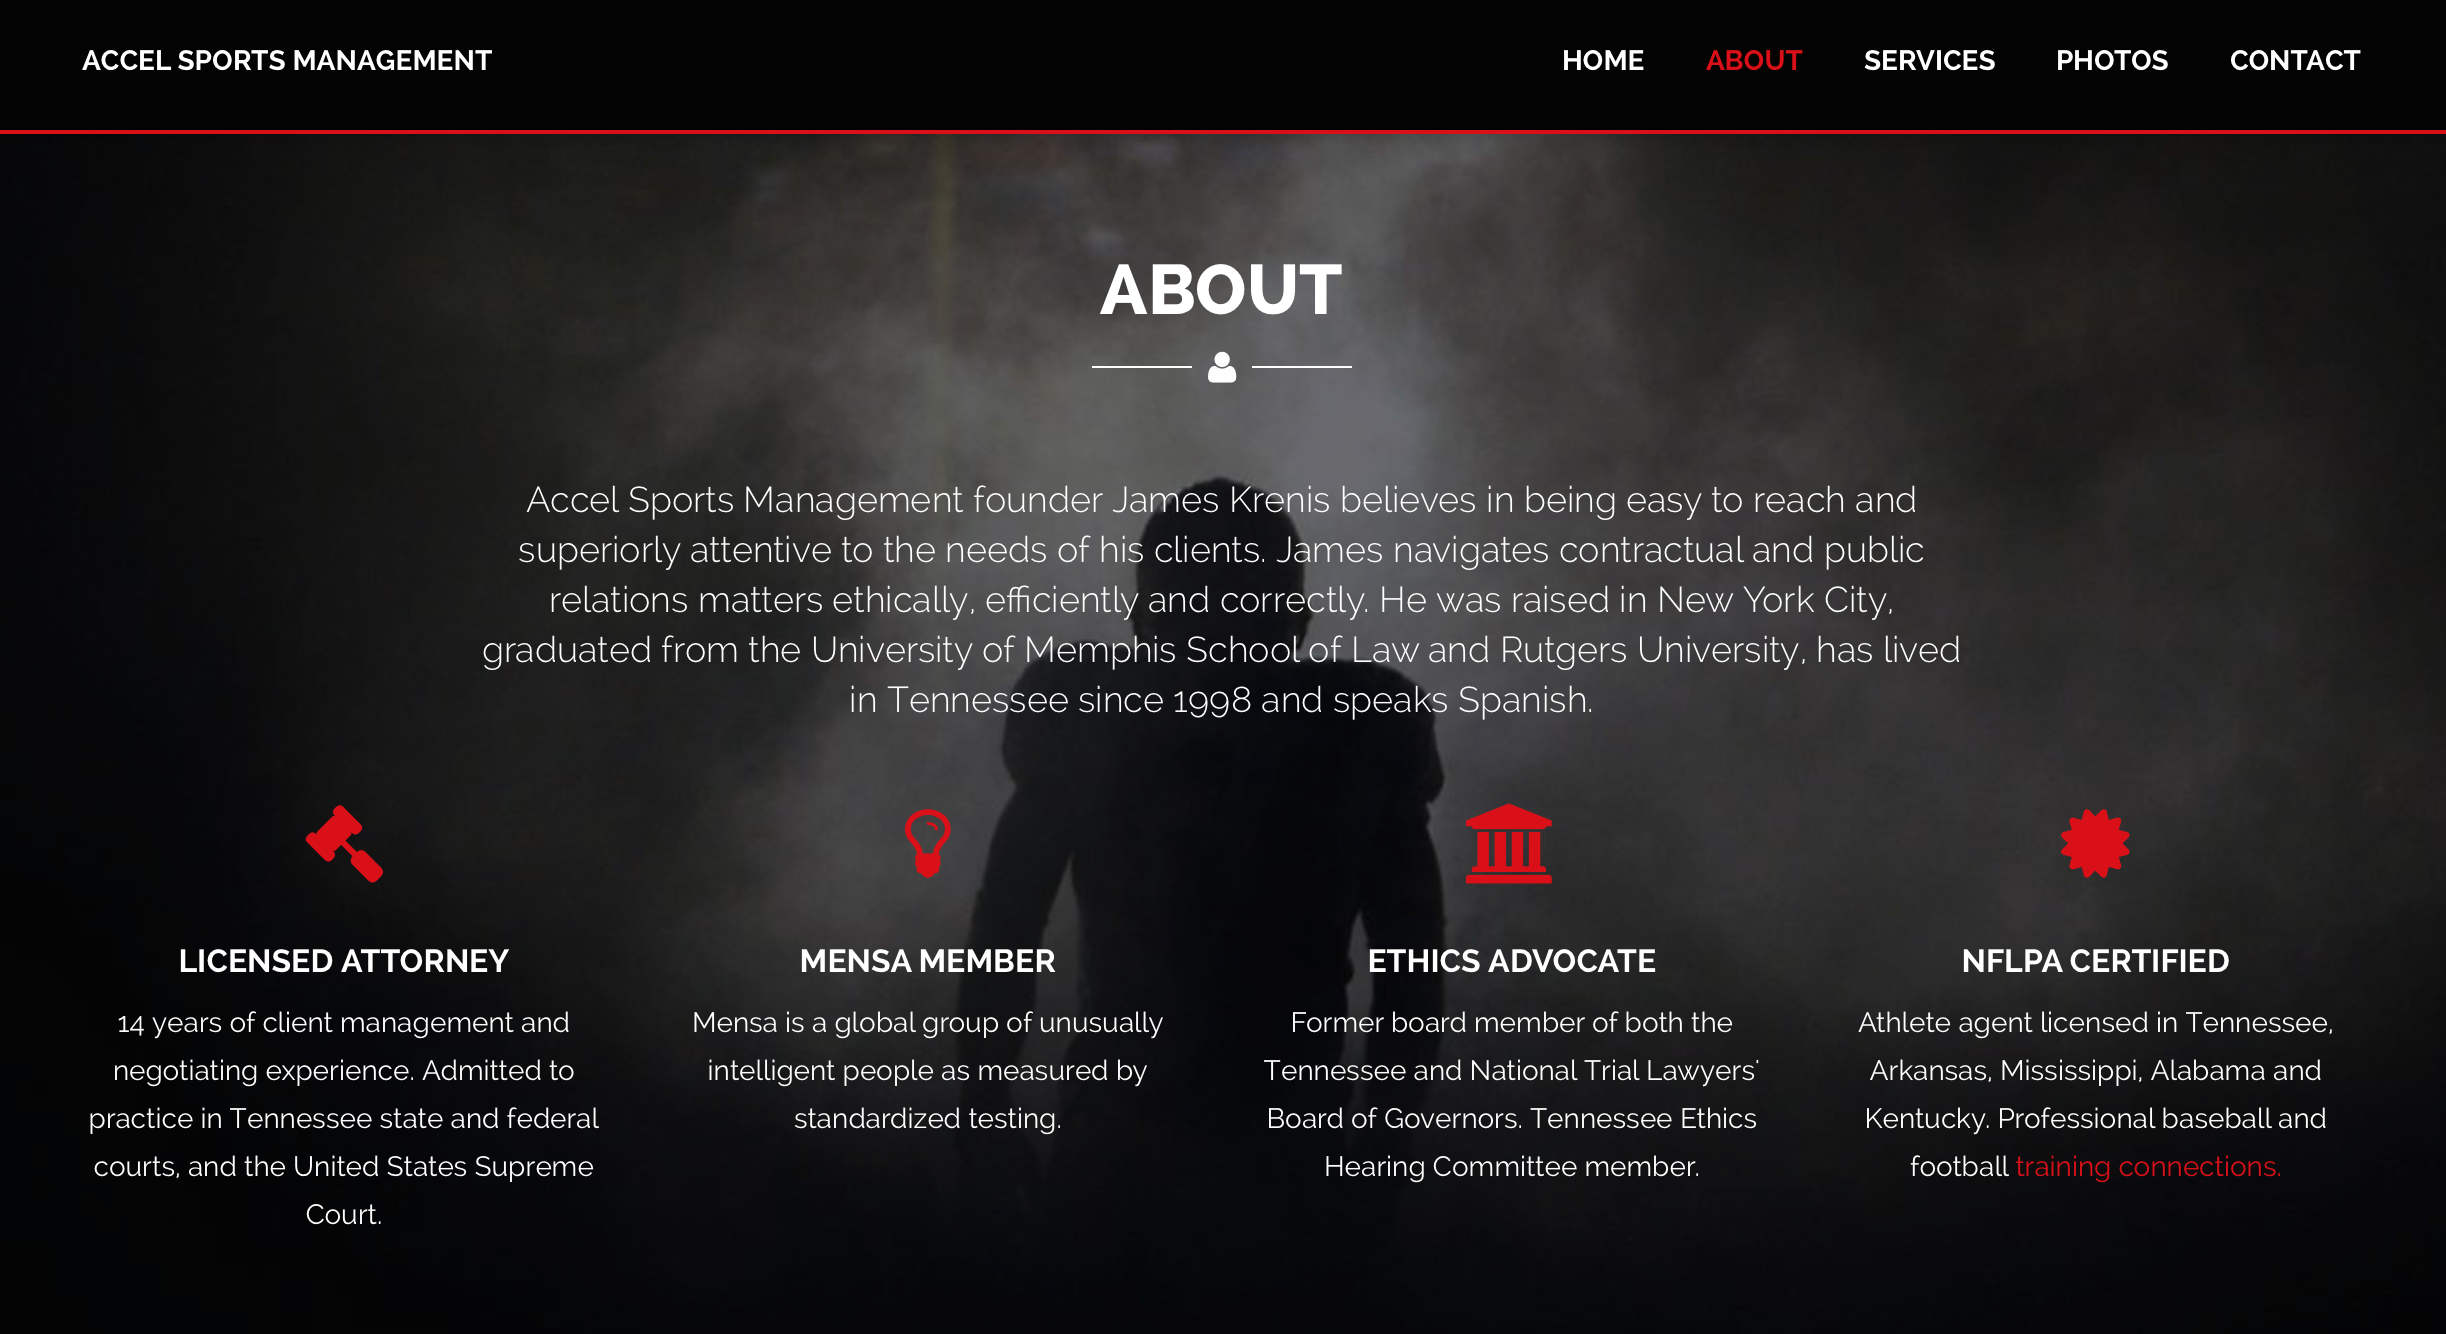 ACCEL SPORTS MANAGEMENT
HOME ABOUT SERVICES PHOTOS CONTACT
ABOUT
Accel Sports Management founder James Krenis believes in being easy to reach and
superiorly attentive to the needs of his clients. James navigates contractual and public
relations matters ethically, efficiently and correctly. He was raised in New York City,
graduated from the University of Memphis School of Law and Rutgers University, has lived
in Tennessee since 1998 and speaks Spanish.
LICENSED ATTORNEY
14 years of client management and
negotiating experience. Admitted to
practice in Tennessee state and federal
courts, and the United States Supreme
Court.
MENSA MEMBER
Mensa is a global group of unusually
intelligent people as measured by
standardized testing.
ETHICS ADVOCATE
Former board member of both the
Tennessee and National Trial Lawyers'
Board of Governors. Tennessee Ethics
Hearing Committee member.
NFLPA CERTIFIED
Athlete agent licensed in Tennessee,
Arkansas, Mississippi, Alabama and
Kentucky. Professional baseball and
football training connections.